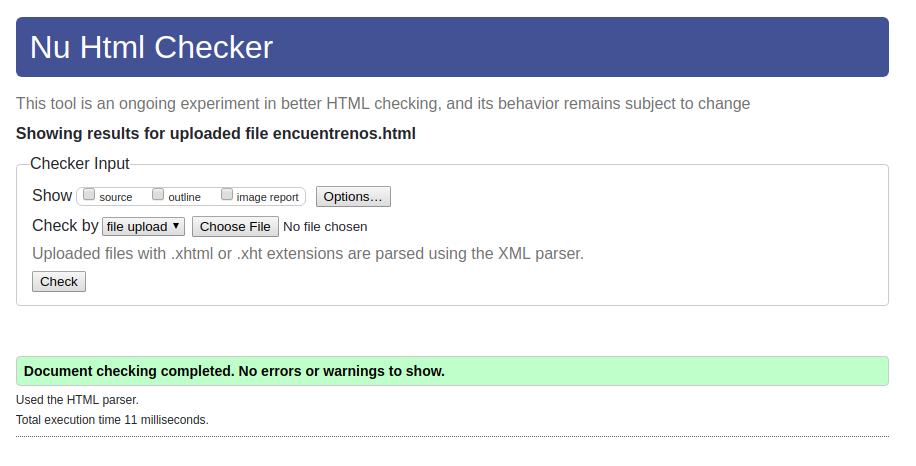 Nu Html Checker
This tool is an ongoing experiment in better HTML checking, and its behavior remains subject to change
Showing results for uploaded file encuentrenos.html
Checker Input
Show source outline image report Options…
Check by file upload Choose File No file chosen
Uploaded files with .xhtml or .xht extensions are parsed using the XML parser.
Check
Document checking completed. No errors or warnings to show.
Used the HTML parser.
Total execution time 11 milliseconds.